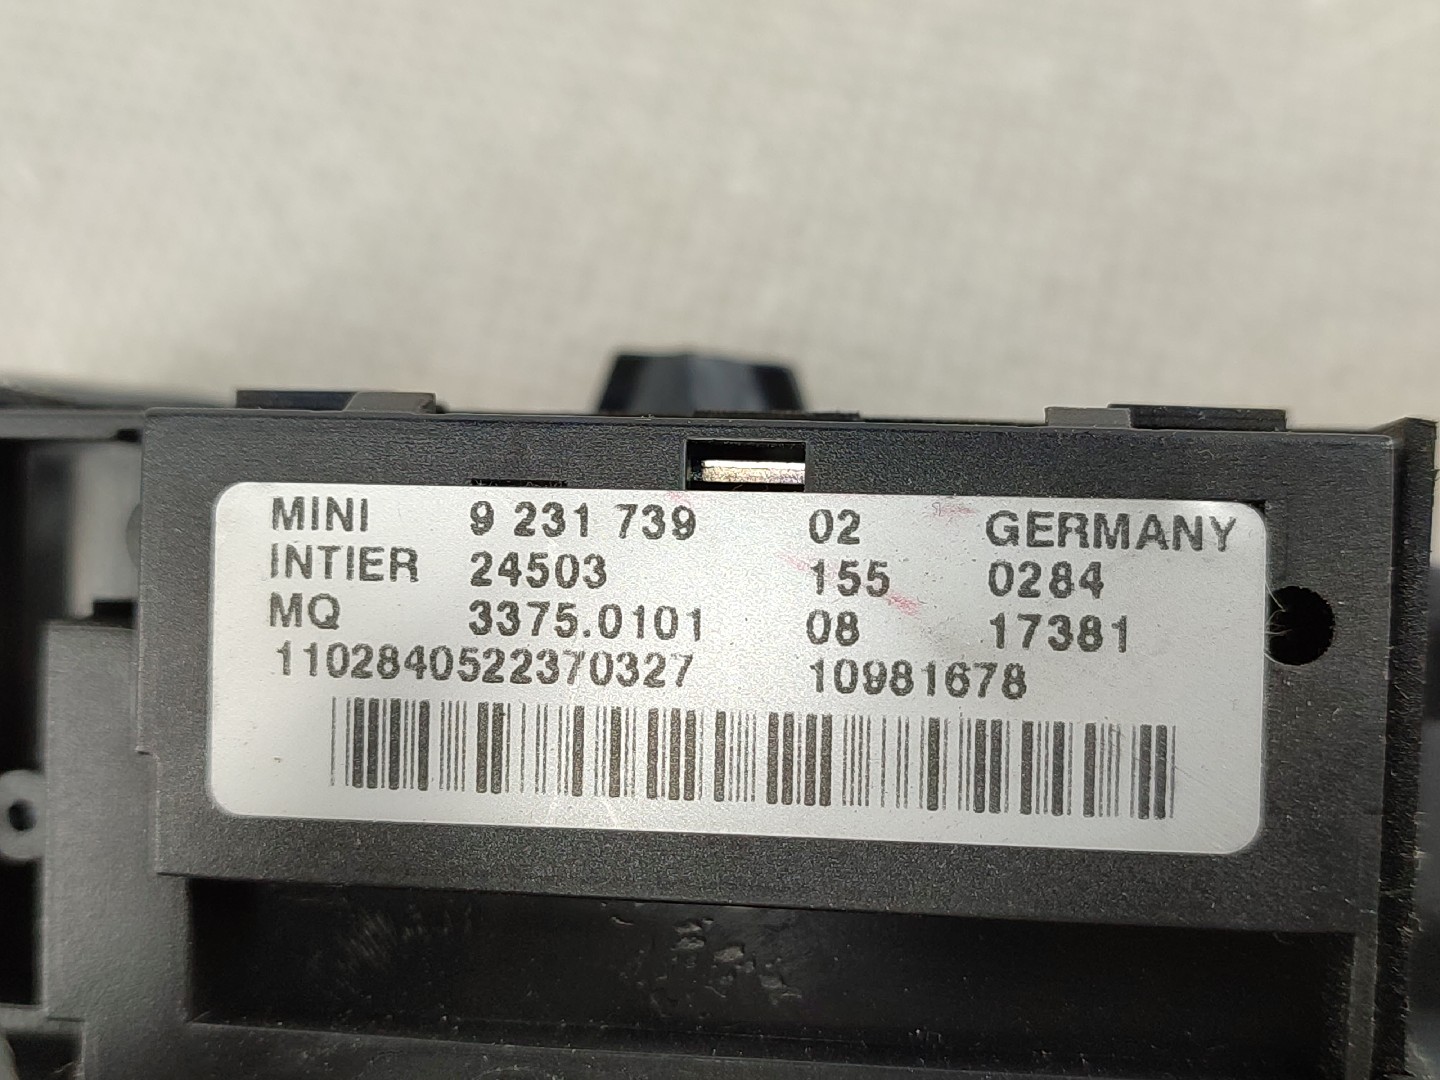 MINI 9 231 739 02 GERMANY
INTIER 24503 155 0284
MQ 3375.0101 08 17381
1102840522370327 10981678